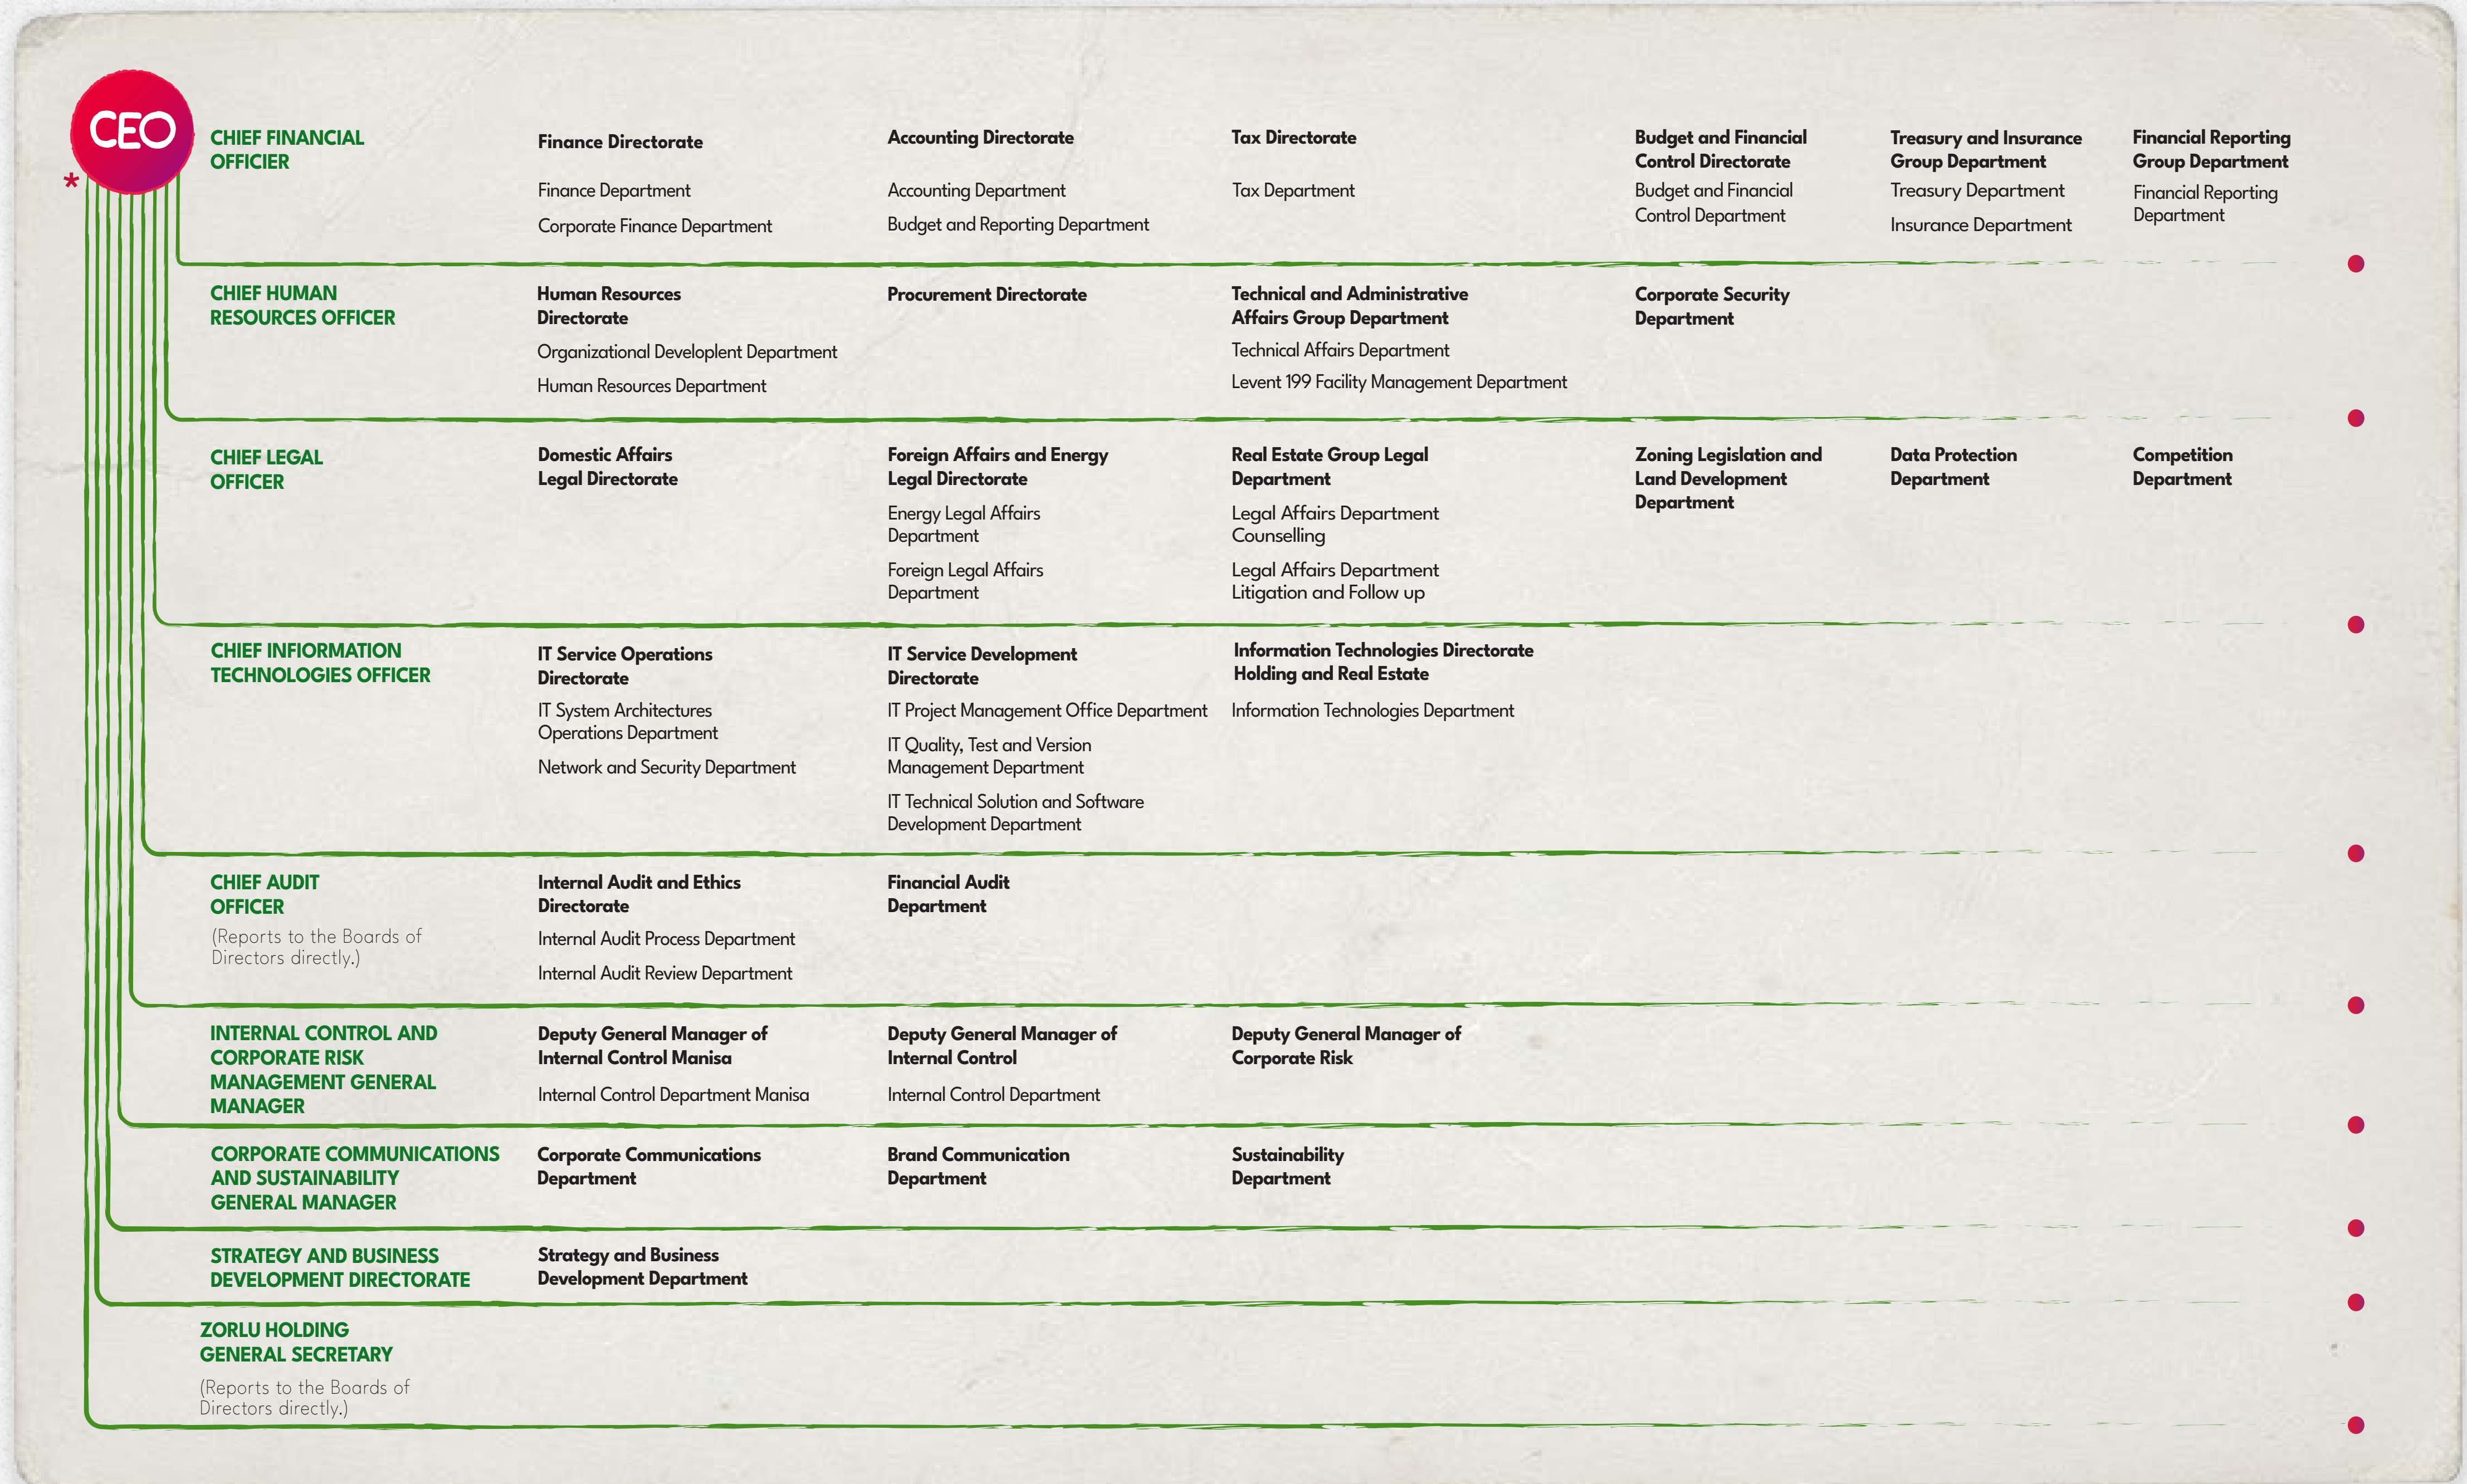 CEO
*
CHIEF FINANCIAL
OFFICIER
Finance Directorate
Finance Department
Corporate Finance Department
Accounting Directorate
Accounting Department
Budget and Reporting Department
Tax Directorate
Tax Department
Budget and Financial
Control Directorate
Budget and Financial
Control Department
Treasury and Insurance
Group Department
Treasury Department
Insurance Department
Financial Reporting
Group Department
Financial Reporting
Department
CHIEF HUMAN
RESOURCES OFFICER
Human Resources
Directorate
Organizational Developlent Department
Human Resources Department
Procurement Directorate
Technical and Administrative
Affairs Group Department
Technical Affairs Department
Levent 199 Facility Management Department
Corporate Security
Department
CHIEF LEGAL
OFFICER
Domestic Affairs
Legal Directorate
Foreign Affairs and Energy
Legal Directorate
Energy Legal Affairs
Department
Foreign Legal Affairs
Department
Real Estate Group Legal
Department
Legal Affairs Department
Counselling
Legal Affairs Department
Litigation and Follow up
Zoning Legislation and
Land Development
Department
Data Protection
Department
Competition
Department
CHIEF INFIORMATION
TECHNOLOGIES OFFICER
IT Service Operations
Directorate
IT System Architectures
Operations Department
Network and Security Department
IT Service Development
Directorate
IT Project Management Office Department
IT Quality, Test and Version
Management Department
IT Technical Solution and Software
Development Department
Information Technologies Directorate
Holding and Real Estate
Information Technologies Department
CHIEF AUDIT
OFFICER
(Reports to the Boards of
Directors directly.)
Internal Audit and Ethics
Directorate
Internal Audit Process Department
Internal Audit Review Department
Financial Audit
Department
INTERNAL CONTROL AND
CORPORATE RISK
MANAGEMENT GENERAL
MANAGER
Deputy General Manager of
Internal Control Manisa
Internal Control Department Manisa
Deputy General Manager of
Internal Control
Internal Control Department
Deputy General Manager of
Corporate Risk
CORPORATE COMMUNICATIONS
AND SUSTAINABILITY
GENERAL MANAGER
Corporate Communications
Department
Brand Communication
Department
Sustainability
Department
STRATEGY AND BUSINESS
DEVELOPMENT DIRECTORATE
Strategy and Business
Development Department
ZORLU HOLDING
GENERAL SECRETARY
(Reports to the Boards of
Directors directly.)